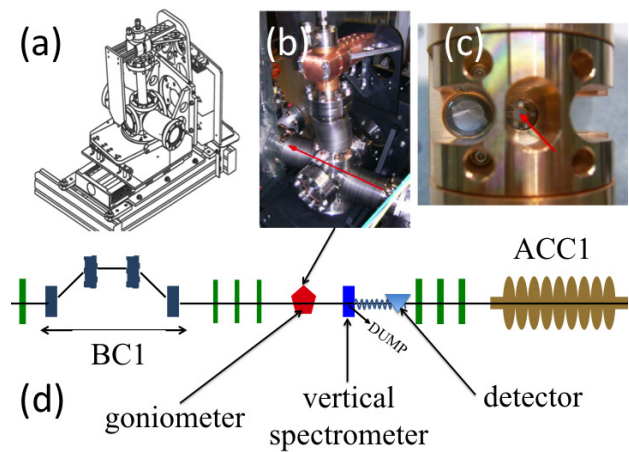 (a)
(b)
(c)
ACC1
BC1
DUMP
(d)
goniometer
vertical
spectrometer
detector